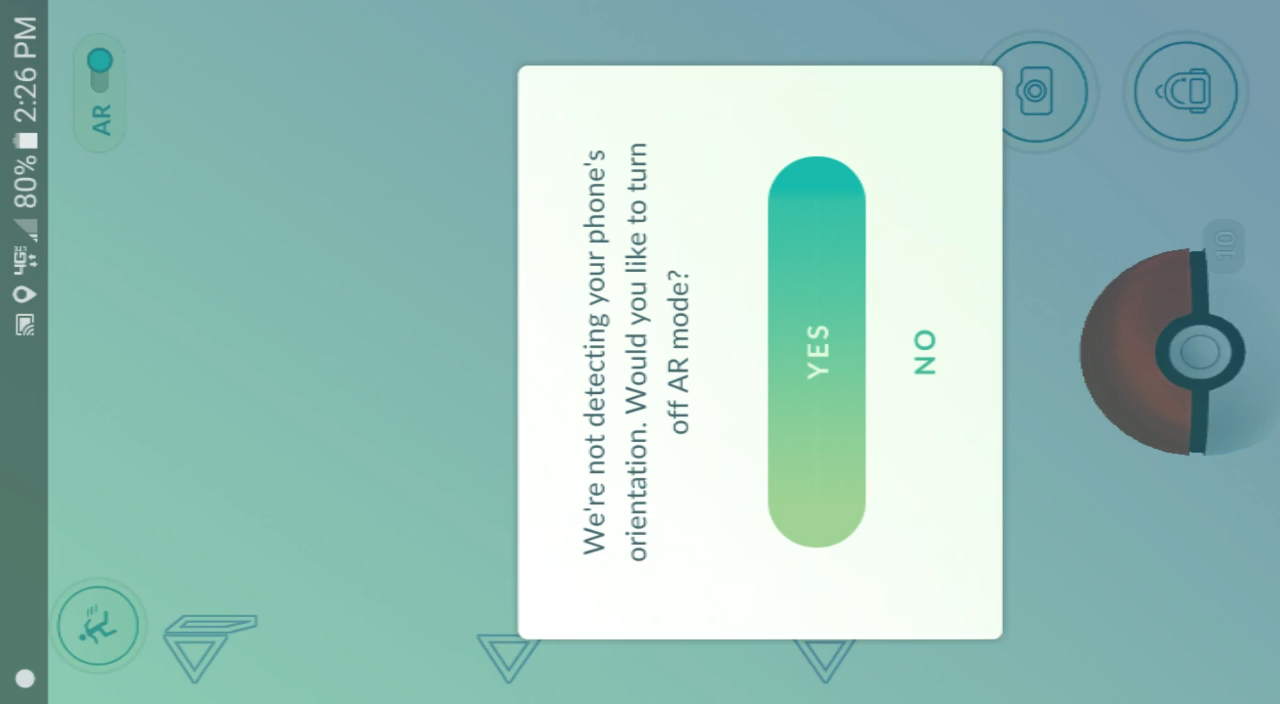 4G 80% 2:26 PM
AR
We're not detecting your phone's
orientation. Would you like to turn
off AR mode?
YES
NO
10